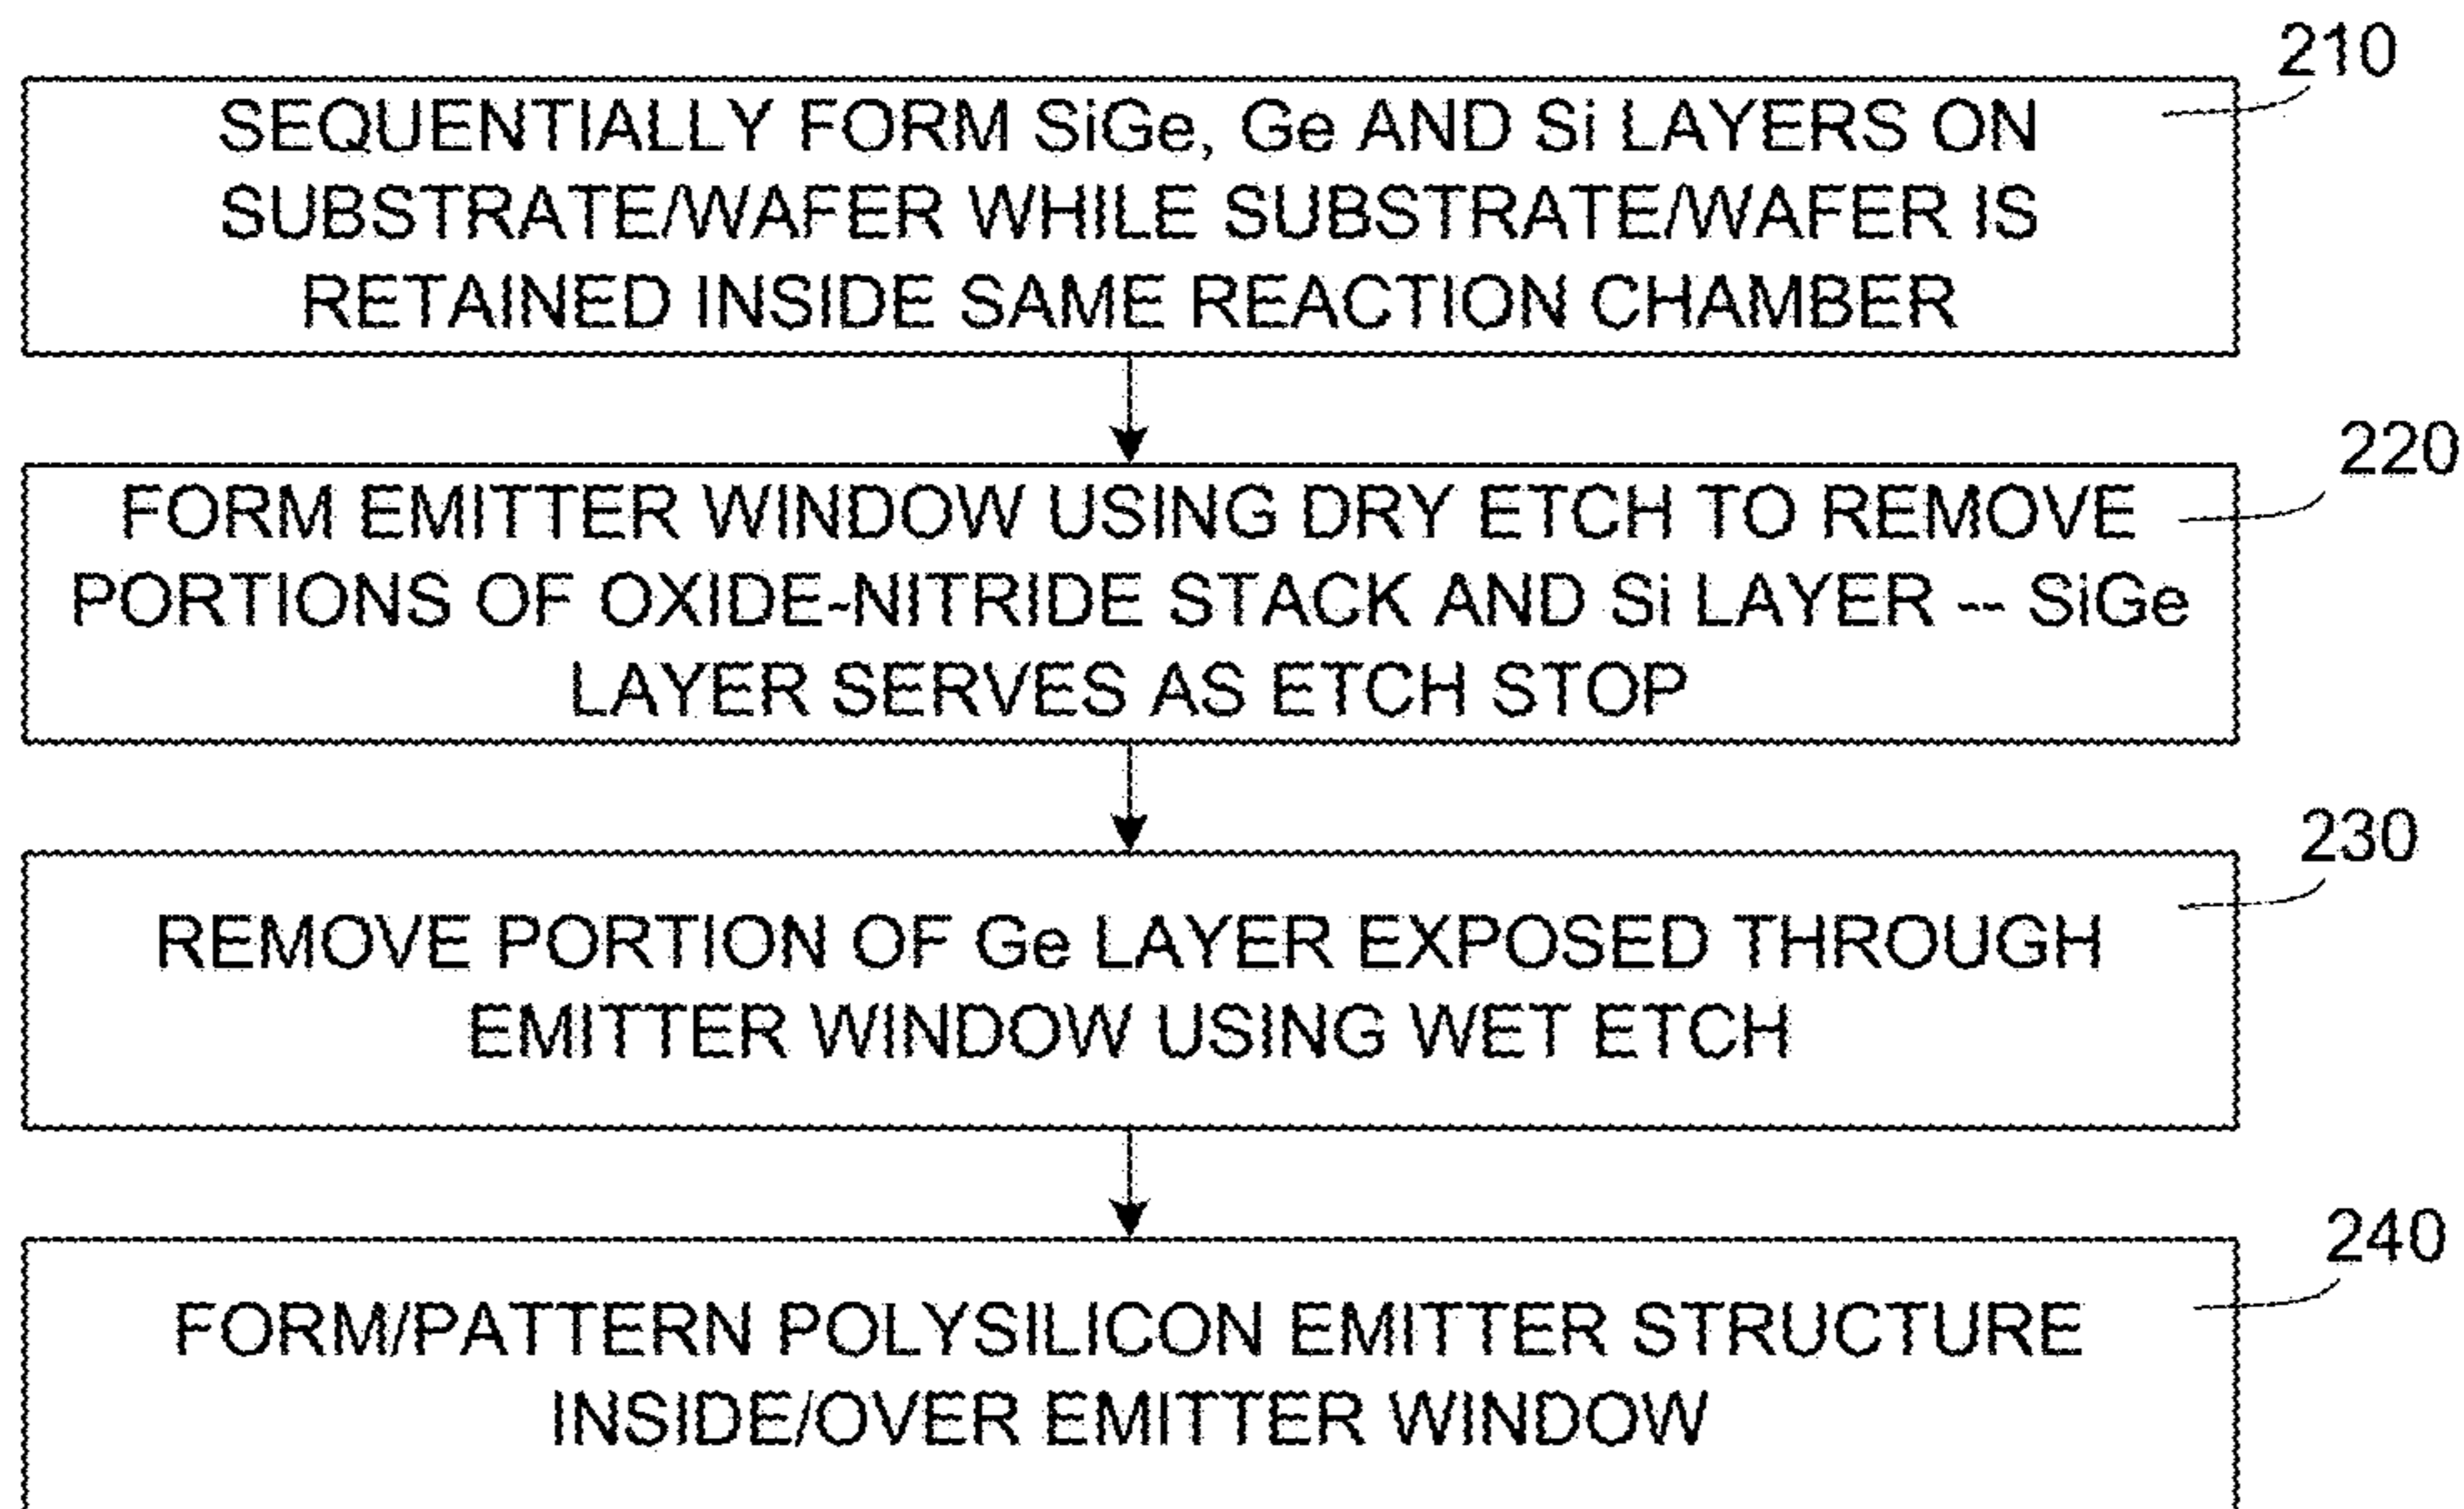 210
SEQUENTIALLY FORM SiGe, Ge AND Si LAYERS ON
SUBSTRATE/WAFER WHILE SUBSTRATE/WAFER IS
RETAINED INSIDE SAME REACTION CHAMBER
220
FORM EMITTER WINDOW USING DRY ETCH TO REMOVE
PORTIONS OF OXIDE-NITRIDE STACK AND Si LAYER -- SiGe
LAYER SERVES AS ETCH STOP
230
REMOVE PORTION OF Ge LAYER EXPOSED THROUGH
EMITTER WINDOW USING WET ETCH
240
FORM/PATTERN POLYSILICON EMITTER STRUCTURE
INSIDE/OVER EMITTER WINDOW